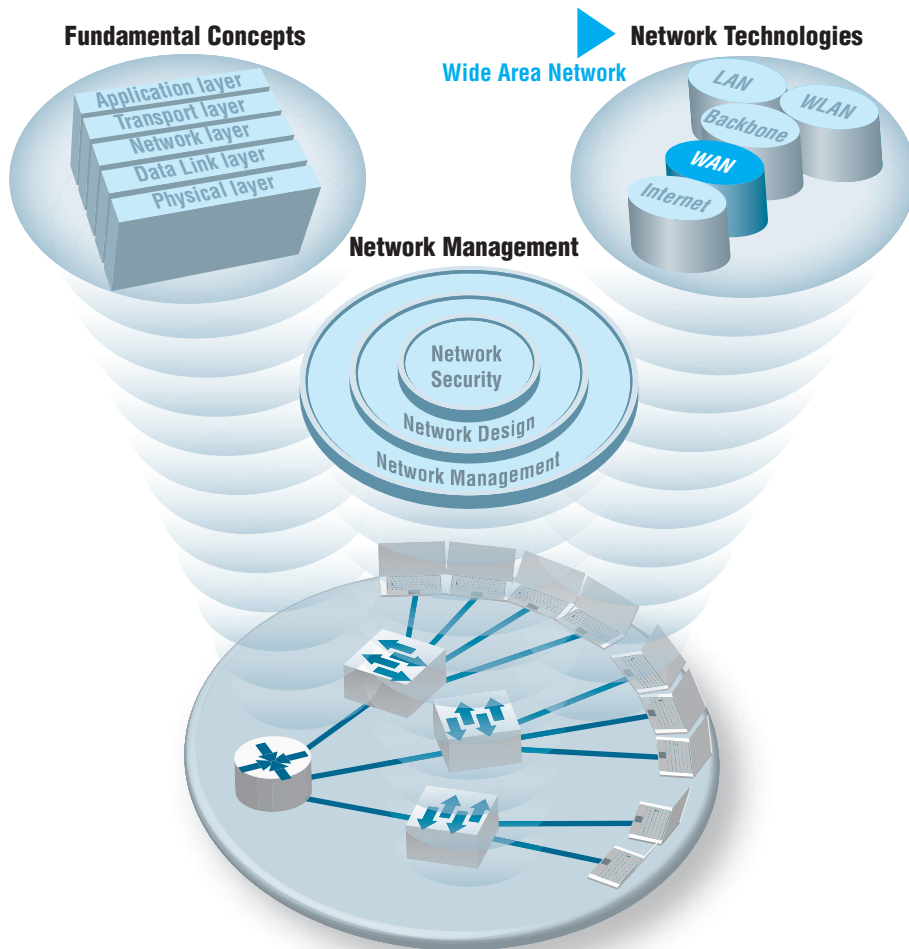 Fundamental Concepts
Network Technologies
Wide Area Network
Application layer
Transport layer
Network layer
Data Link layer
Physical layer
LAN
WLAN
Backbone
WAN
Internet
Network Management
Network
Security
Network Design
Network Management